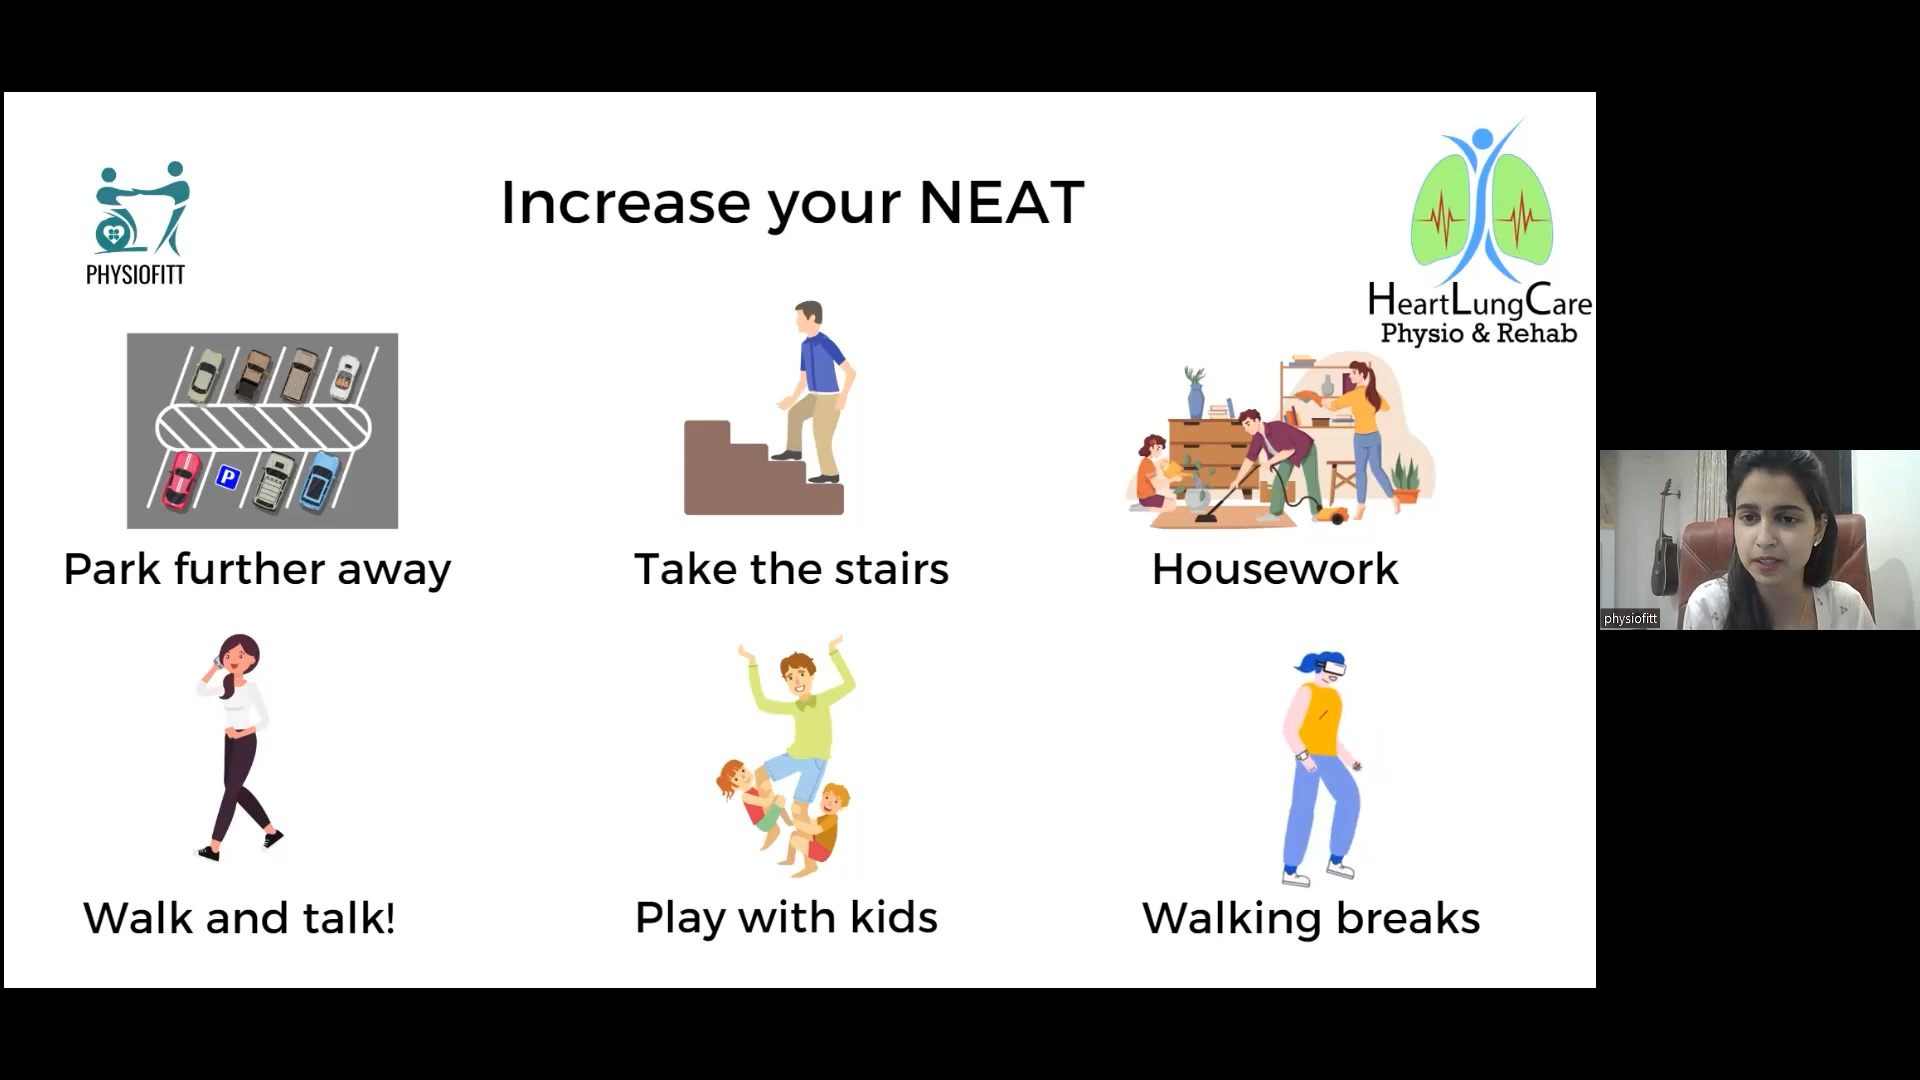 Increase your NEAT
PHYSIOFITT
HeartLungCare
Physio & Rehab
P
Park further away
Take the stairs
Housework
Walk and talk!
Play with kids
Walking breaks
physiofitt